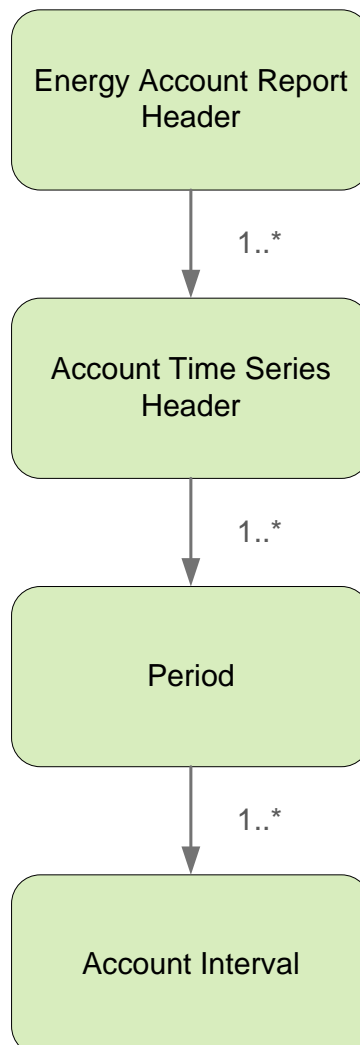 Energy Account Report
Header
1..*
Account Time Series
Header
1..*
Period
1..*
Account Interval